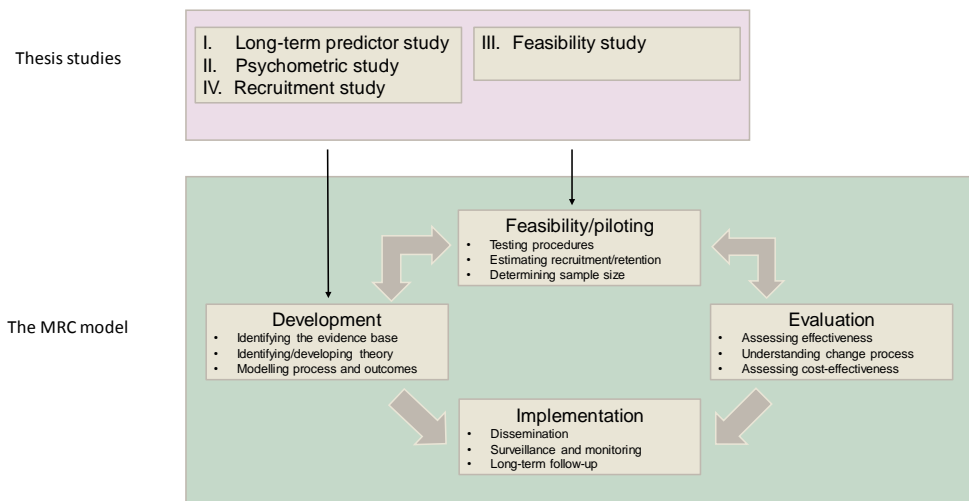 Thesis studies
I. Long-term predictor study
II. Psychometric study
IV. Recruitment study
III. Feasibility study
The MRC model
Feasibility/piloting
• Testing procedures
• Estimating recruitment/retention
• Determining sample size
Development
• Identifying the evidence base
• Identifying/developing theory
• Modelling process and outcomes
Evaluation
• Assessing effectiveness
• Understanding change process
• Assessing cost-effectiveness
Implementation
• Dissemination
• Surveillance and monitoring
• Long-term follow-up